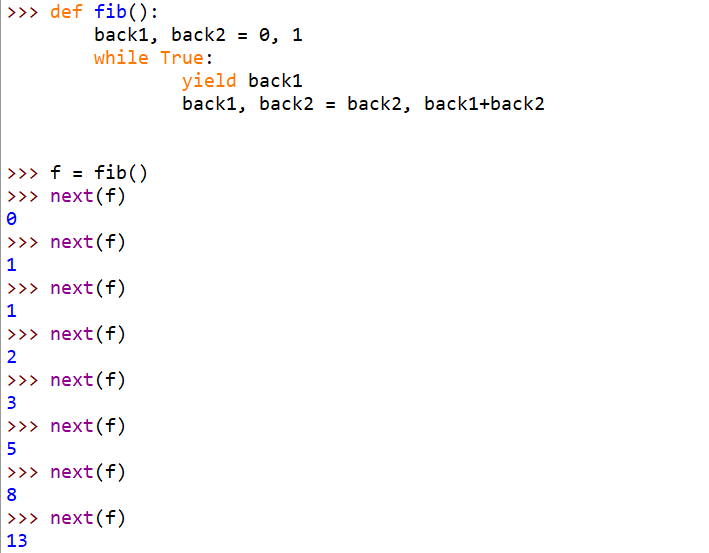 >>> def fib():
        back1, back2 = 0, 1
        while True:
                yield back1
                back1, back2 = back2, back1+back2
>>> f = fib()
>>> next(f)
0
>>> next(f)
1
>>> next(f)
1
>>> next(f)
2
>>> next(f)
3
>>> next(f)
5
>>> next(f)
8
>>> next(f)
13